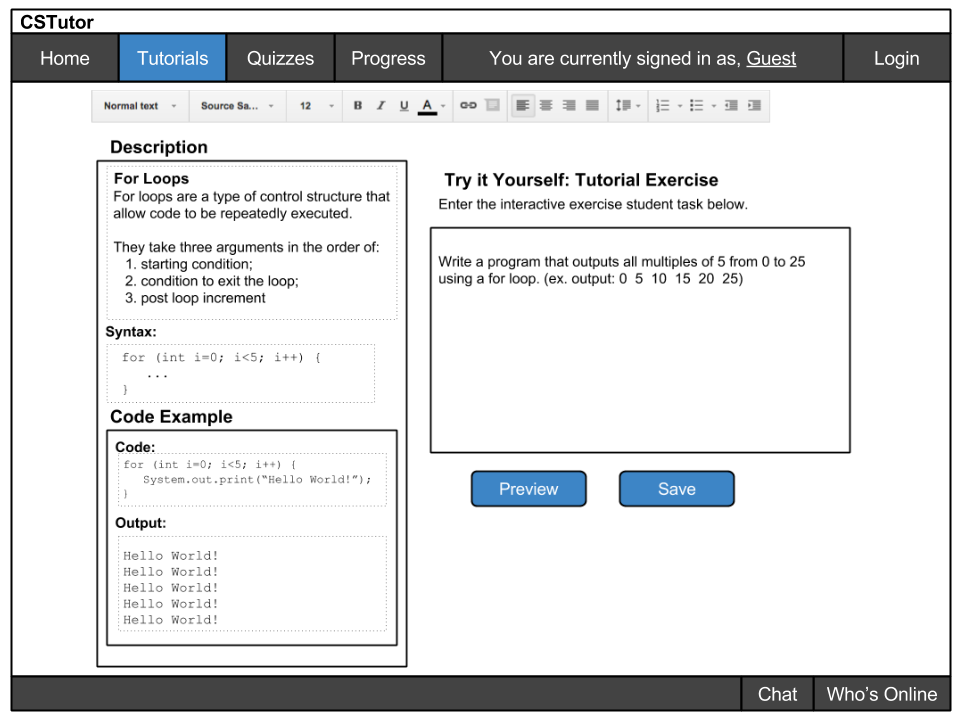 CSTutor
Home Tutorials Quizzes Progress You are currently signed in as, Guest Login
Normal text Source Sa... 12 B I U A
Description
For Loops
For loops are a type of control structure that
allow code to be repeatedly executed.
They take three arguments in the order of:
1. starting condition;
2. condition to exit the loop;
3. post loop increment
Syntax:
for (int i=0; i<5; i++) {
...
}
Code Example
Code:
for (int i=0; i<5; i++) {
System.out.print(“Hello World!”);
}
Output:
Hello World!
Hello World!
Hello World!
Hello World!
Hello World!
Try it Yourself: Tutorial Exercise
Enter the interactive exercise student task below.
Write a program that outputs all multiples of 5 from 0 to 25
using a for loop. (ex. output: 0 5 10 15 20 25)
Preview Save
Chat Who’s Online